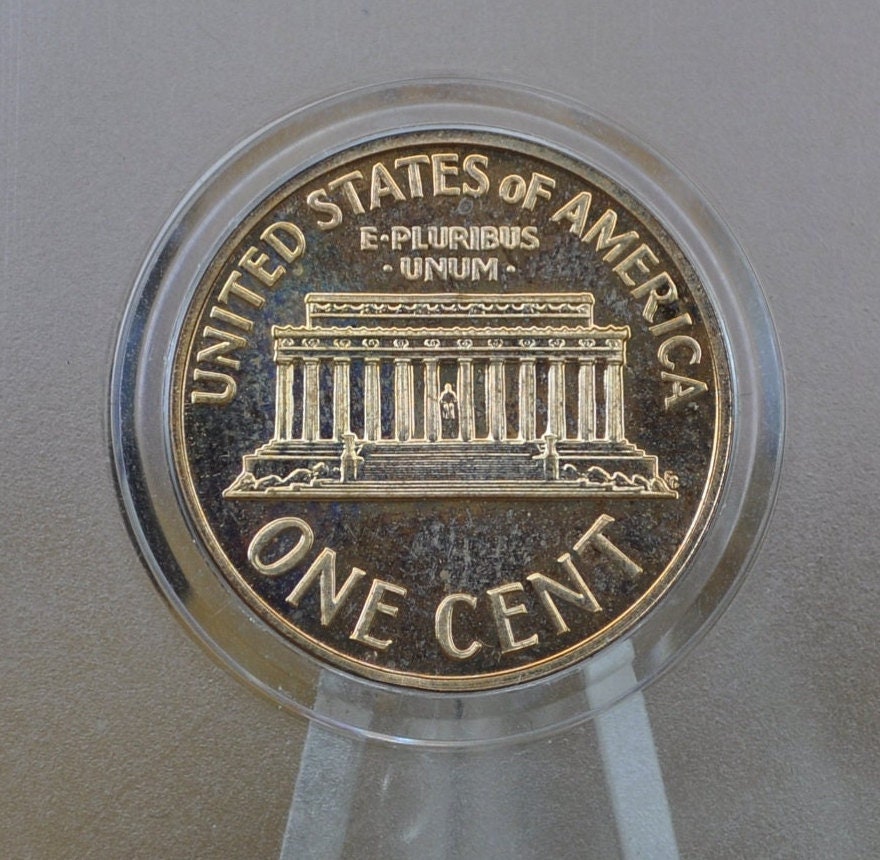 UNITED STATES OF AMERICA
E·PLURIBUS
·UNUM·
ONE CENT